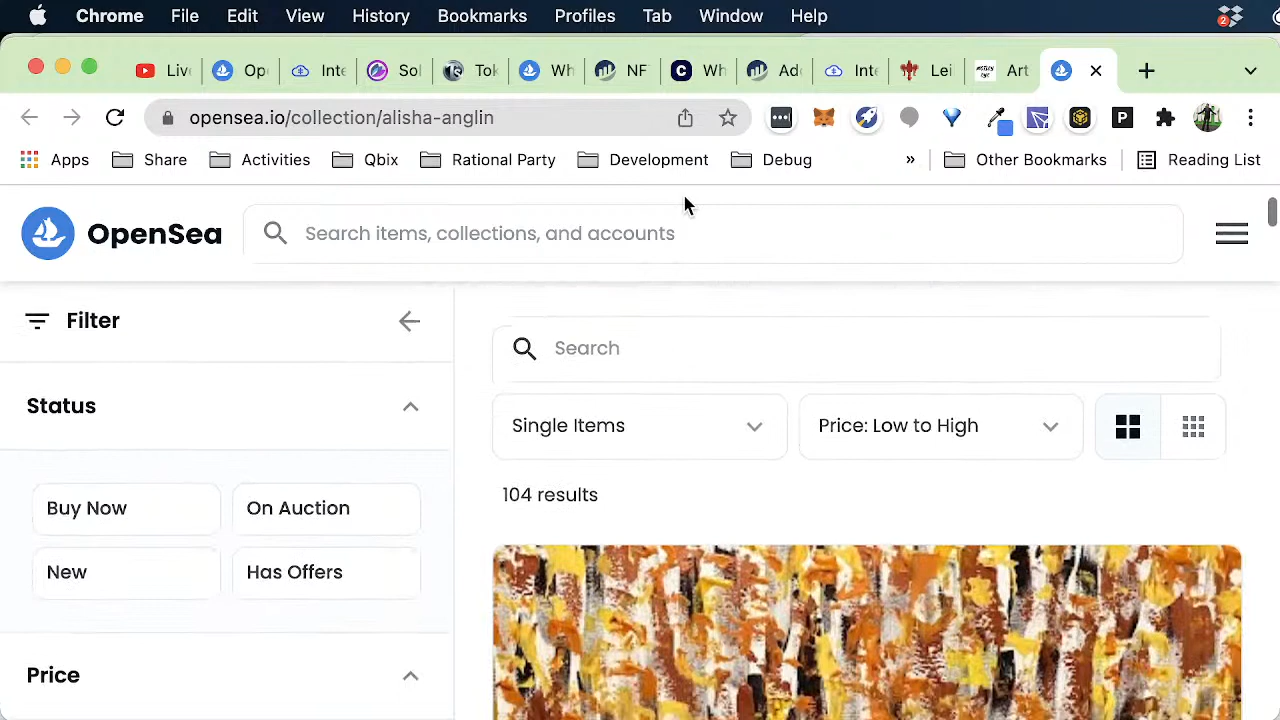 Chrome File Edit View History Bookmarks Profiles Tab Window Help 2
Liv Op Inte Sol Tok Wh NF Wh Ad Inte Lei Art
opensea.io/collection/alisha-anglin P
Apps Share Activities Qbix Rational Party Development Debug » Other Bookmarks Reading List
OpenSea Search items, collections, and accounts
Filter
Search
Status
Single Items Price: Low to High
104 results
Buy Now On Auction
New Has Offers
Price